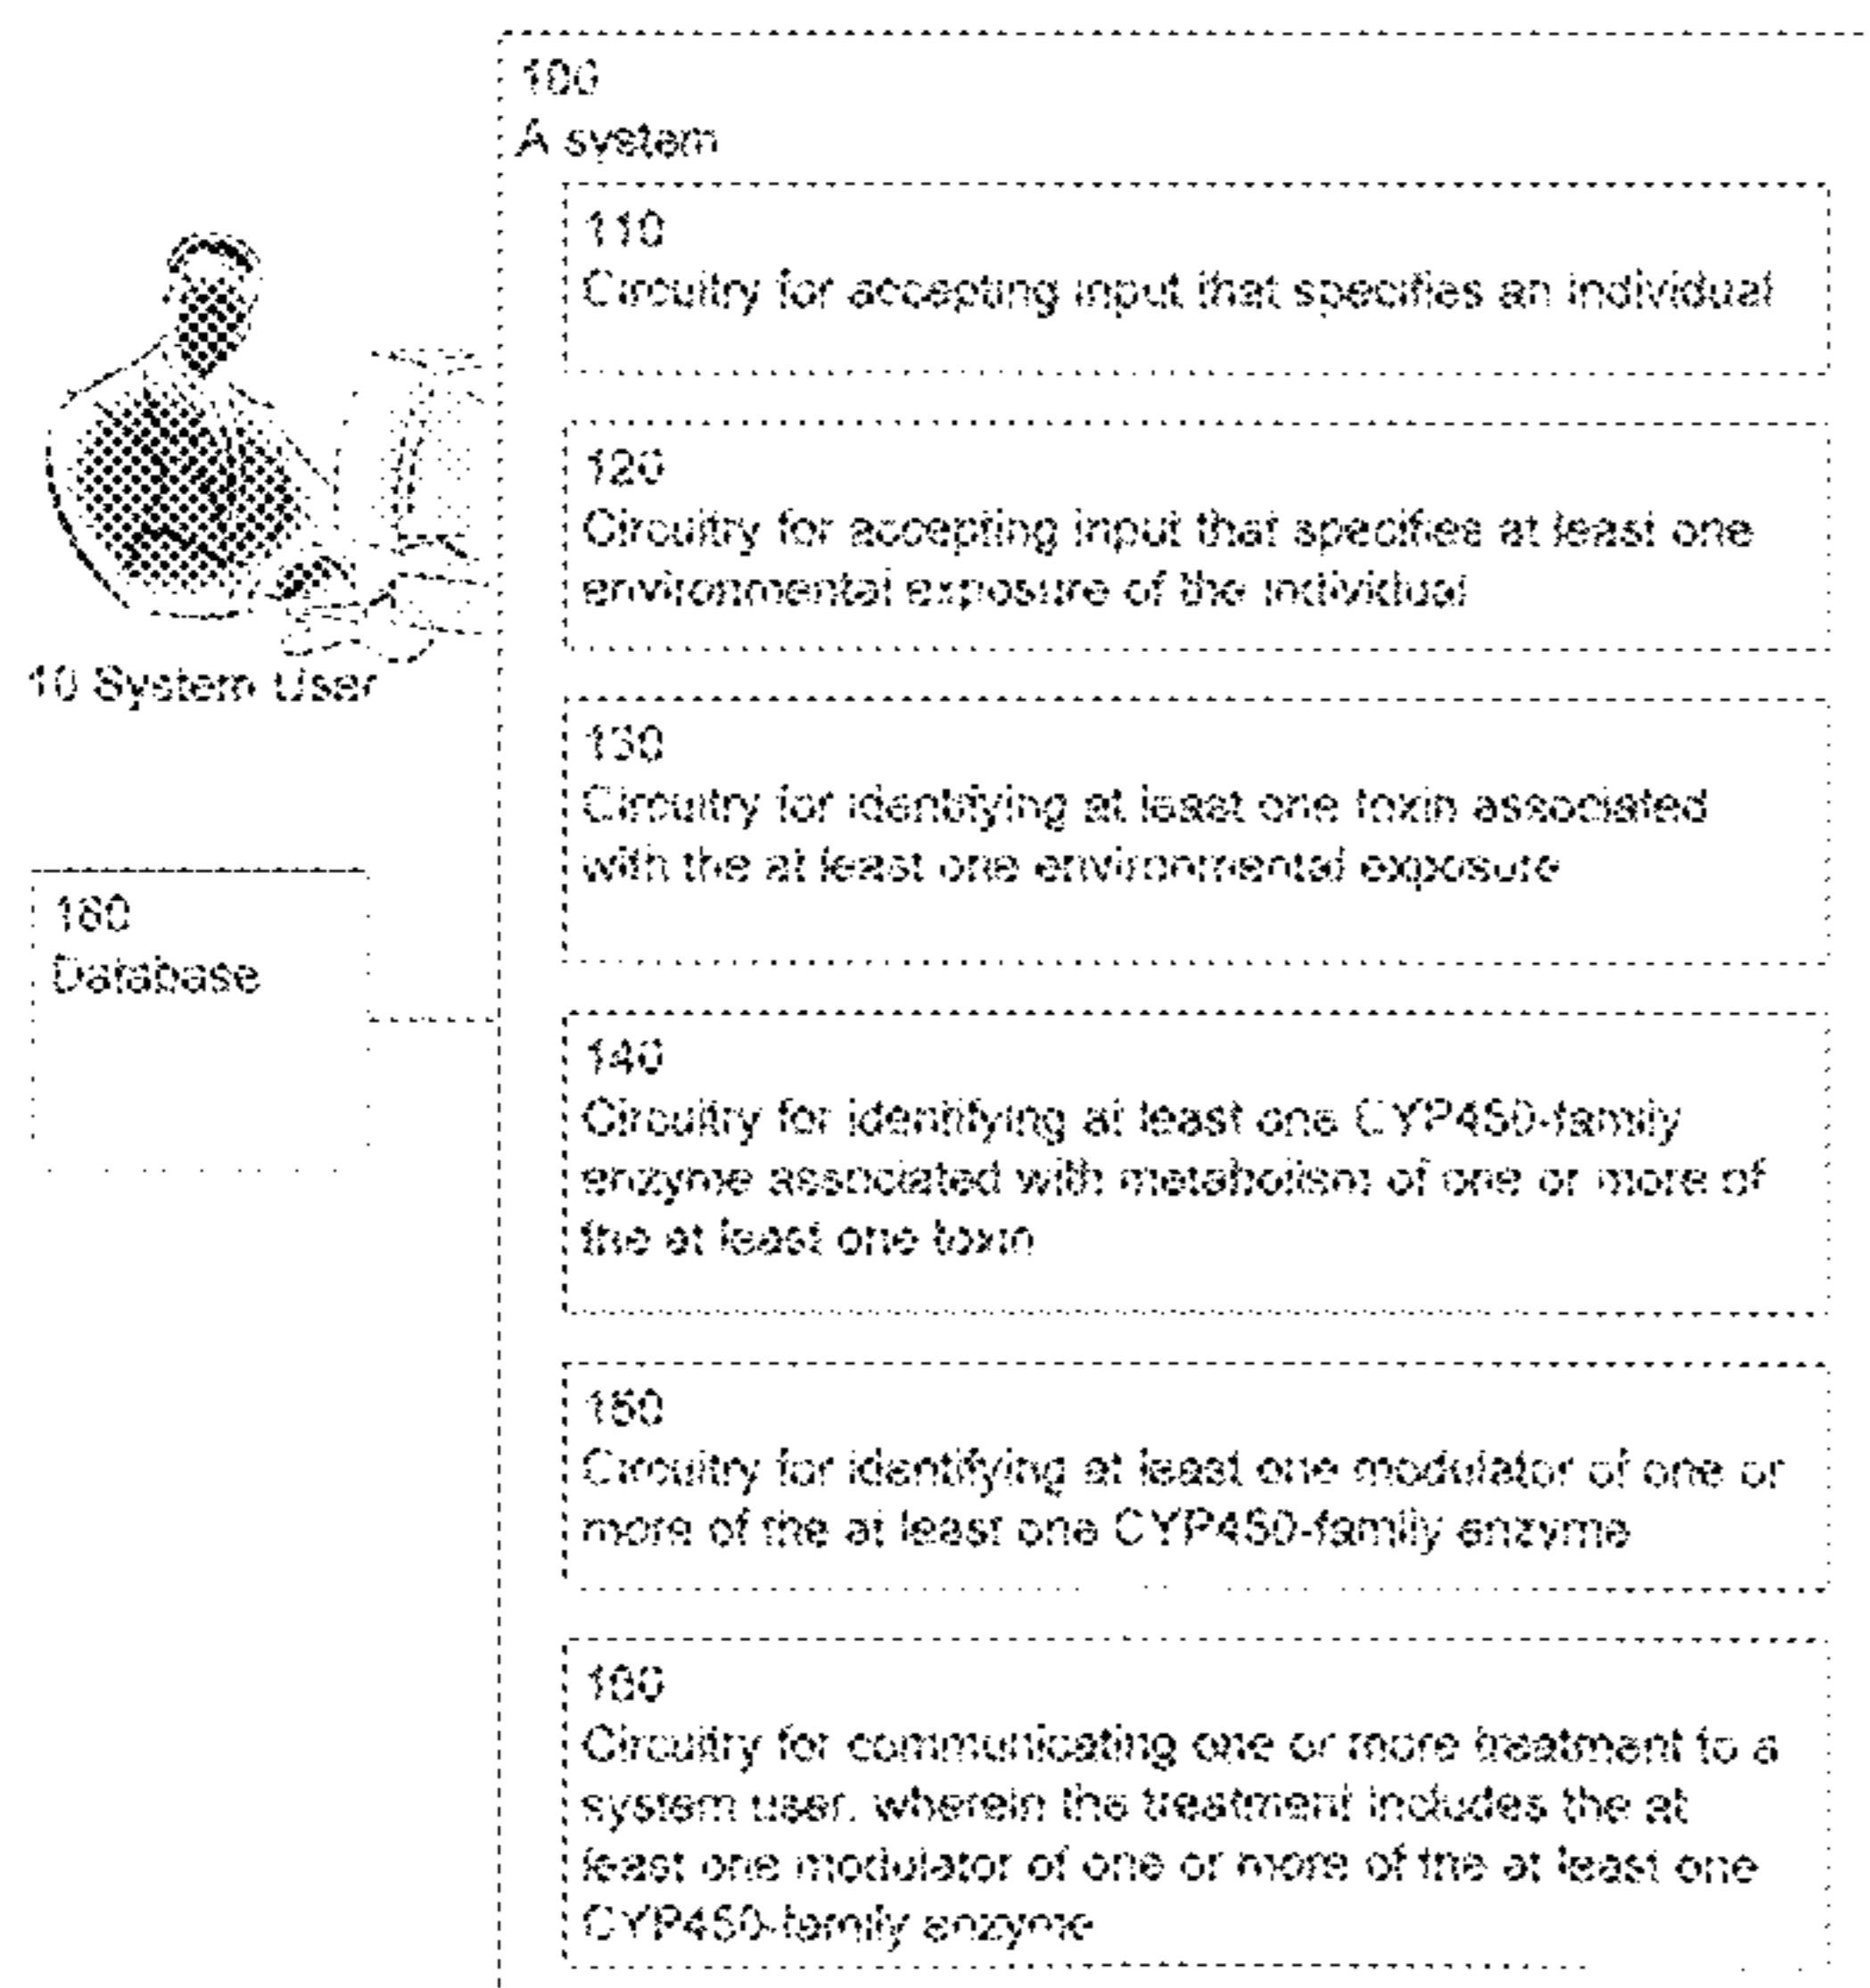 100
A system
110
Circuitry for accepting input that specifies an individual
120
Circuitry for accepting input that specifies at least one
environmental exposure of the individual
10 System User
130
Circuitry for identifying at least one toxin associated
with the at least one environmental exposure
Database
140
Circuitry for identifying at least one CYP450-family
enzyme associated with metabolism of one or more of
the at least one toxin
150
Circuitry for identifying at least one modulator of one or
more of the at least one CYP450-family enzyme
160
Circuitry for communicating one or more treatment to a
system user, wherein the treatment includes the at
least one modulator of one or more of the at least one
CYP450-family enzyme